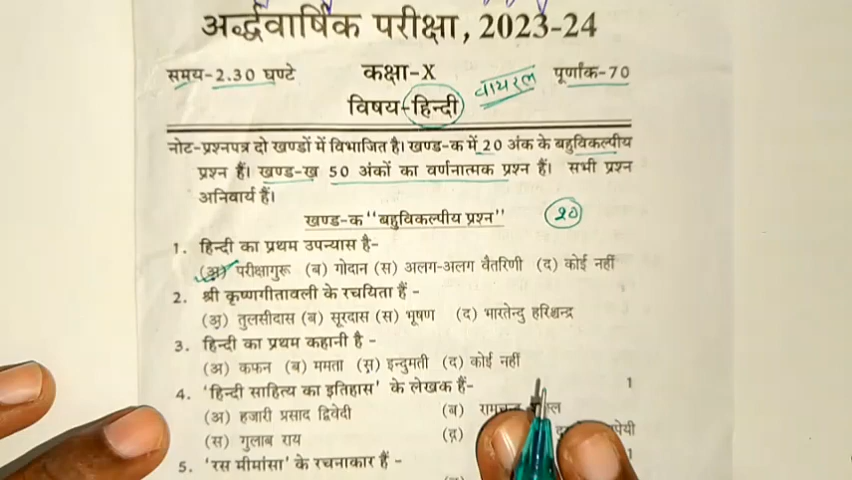 अर्द्धवार्षिक परीक्षा, 2023-24
समय-2.30 घण्टे कक्षा-X वायरल पूर्णांक-70
विषय-हिन्दी
नोट-प्रश्नपत्र दो खण्डों में विभाजित है। खण्ड-क में 20 अंक के बहुविकल्पीय
प्रश्न हैं। खण्ड-ख 50 अंकों का वर्णनात्मक प्रश्न हैं। सभी प्रश्न
अनिवार्य हैं।
खण्ड-क "बहुविकल्पीय प्रश्न" २०
1. हिन्दी का प्रथम उपन्यास है-
(अ) परीक्षागुरू (ब) गोदान (स) अलग-अलग वैतरिणी (द) कोई नहीं
2. श्री कृष्णगीतावली के रचयिता हैं -
(अ) तुलसीदास (ब) सूरदास (स) भूषण (द) भारतेन्दु हरिश्चन्द्र
3. हिन्दी का प्रथम कहानी है -
(अ) कफन (ब) ममता (स) इन्दुमती (द) कोई नहीं
4. 'हिन्दी साहित्य का इतिहास' के लेखक हैं- 1
(अ) हजारी प्रसाद द्विवेदी (ब)
(स) गुलाब राय (द)
5. 'रस मीमांसा' के रचनाकार हैं - 1